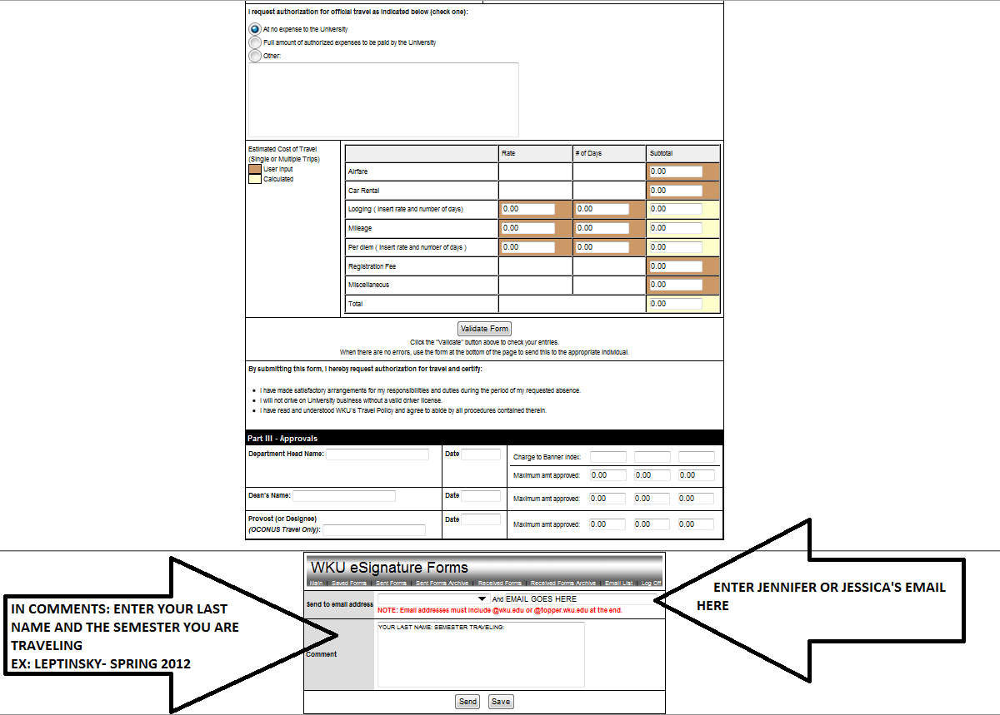 I request authorization for official travel as indicated below (check one):
At no expense to the University
Full amount of authorized expenses to be paid by the University
Other:
Estimated Cost of Travel
(Single or Multiple Trips)
User Input
Calculated
Rate # of Days Subtotal
Airfare 0.00
Car Rental 0.00
Lodging ( Insert rate and number of days) 0.00 0.00 0.00
Mileage 0.00 0.00 0.00
Per diem ( Insert rate and number of days ) 0.00 0.00 0.00
Registration Fee 0.00
Miscellaneous 0.00
Total 0.00
Validate Form
Click the "Validate" button above to check your entries.
When there are no errors, use the form at the bottom of the page to send this to the appropriate individual.
By submitting this form, I hereby request authorization for travel and certify:
• I have made satisfactory arrangements for my responsibilities and duties during the period of my requested absence.
• I will not drive on University business without a valid driver license.
• I have read and understood WKU's Travel Policy and agree to abide by all procedures contained therein.
Part III - Approvals
Department Head Name: Date Charge to Banner Index:
Maximum amt approved: 0.00 0.00 0.00
Dean's Name: Date Maximum amt approved: 0.00 0.00 0.00
Provost (or Designee) Date
(OCONUS Travel Only): Maximum amt approved: 0.00 0.00 0.00
WKU eSignature Forms
Main | Saved Forms | Sent Forms | Sent Forms Archive | Received Forms | Received Forms Archive | Email List | Log Off
Send to email address And EMAIL GOES HERE
NOTE: Email addresses must include @wku.edu or @topper.wku.edu at the end.
Comment
YOUR LAST NAME: SEMESTER TRAVELING:
Send Save
IN COMMENTS: ENTER YOUR LAST
NAME AND THE SEMESTER YOU ARE
TRAVELING
EX: LEPTINSKY- SPRING 2012
ENTER JENNIFER OR JESSICA'S EMAIL
HERE